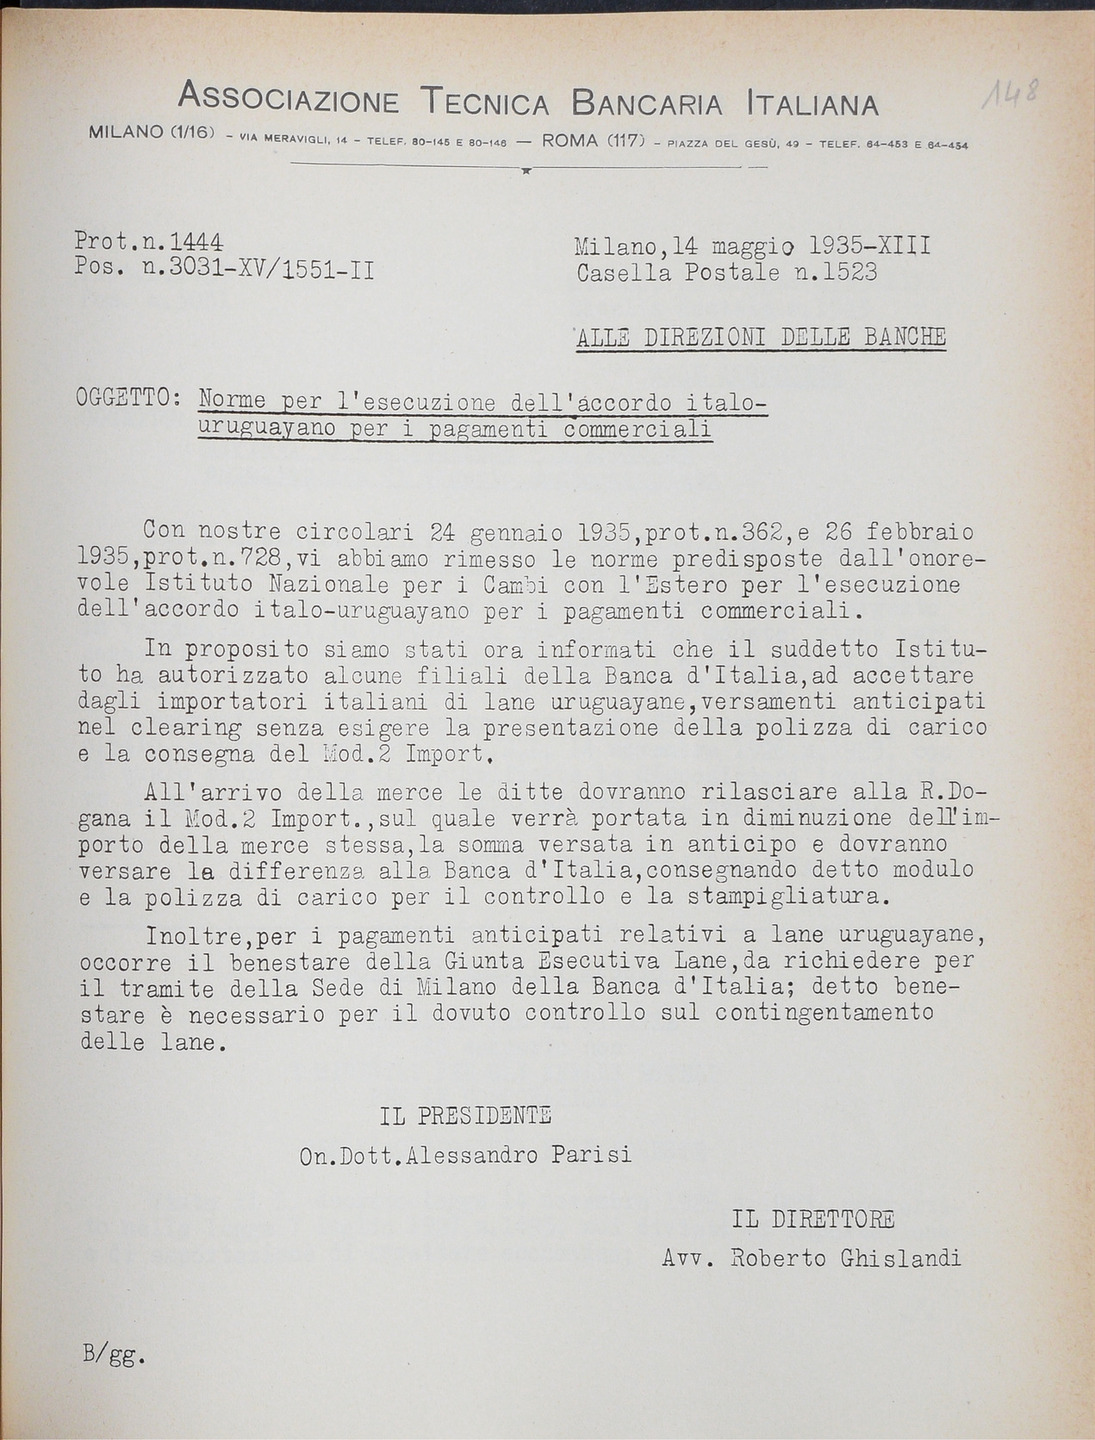 148
ASSOCIAZIONE TECNICA BANCARIA ITALIANA
MILANO (1/16) – VIA MERAVIGLI, 14 – TELEF. 80-145 E 80-146 — ROMA (117) – PIAZZA DEL GESÙ, 49 – TELEF. 64-453 E 64-454
Prot.n.1444
Pos. n.3031-XV/1551-II
Milano,14 maggio 1935-XIII
Casella Postale n.1523
ALLE DIREZIONI DELLE BANCHE
OGGETTO: Norme per l'esecuzione dell'accordo italo-
uruguayano per i pagamenti commerciali
Con nostre circolari 24 gennaio 1935,prot.n.362,e 26 febbraio
1935,prot.n.728,vi abbiamo rimesso le norme predisposte dall'onore-
vole Istituto Nazionale per i Cambi con l'Estero per l'esecuzione
dell'accordo italo-uruguayano per i pagamenti commerciali.
In proposito siamo stati ora informati che il suddetto Istitu-
to ha autorizzato alcune filiali della Banca d'Italia,ad accettare
dagli importatori italiani di lane uruguayane,versamenti anticipati
nel clearing senza esigere la presentazione della polizza di carico
e la consegna del Mod.2 Import.
All'arrivo della merce le ditte dovranno rilasciare alla R.Do-
gana il Mod.2 Import.,sul quale verrà portata in diminuzione dell'im-
porto della merce stessa,la somma versata in anticipo e dovranno
versare la differenza alla Banca d'Italia,consegnando detto modulo
e la polizza di carico per il controllo e la stampigliatura.
Inoltre,per i pagamenti anticipati relativi a lane uruguayane,
occorre il benestare della Giunta Esecutiva Lane,da richiedere per
il tramite della Sede di Milano della Banca d'Italia; detto bene-
stare è necessario per il dovuto controllo sul contingentamento
delle lane.
IL PRESIDENTE
On.Dott.Alessandro Parisi
IL DIRETTORE
Avv. Roberto Ghislandi
B/gg.